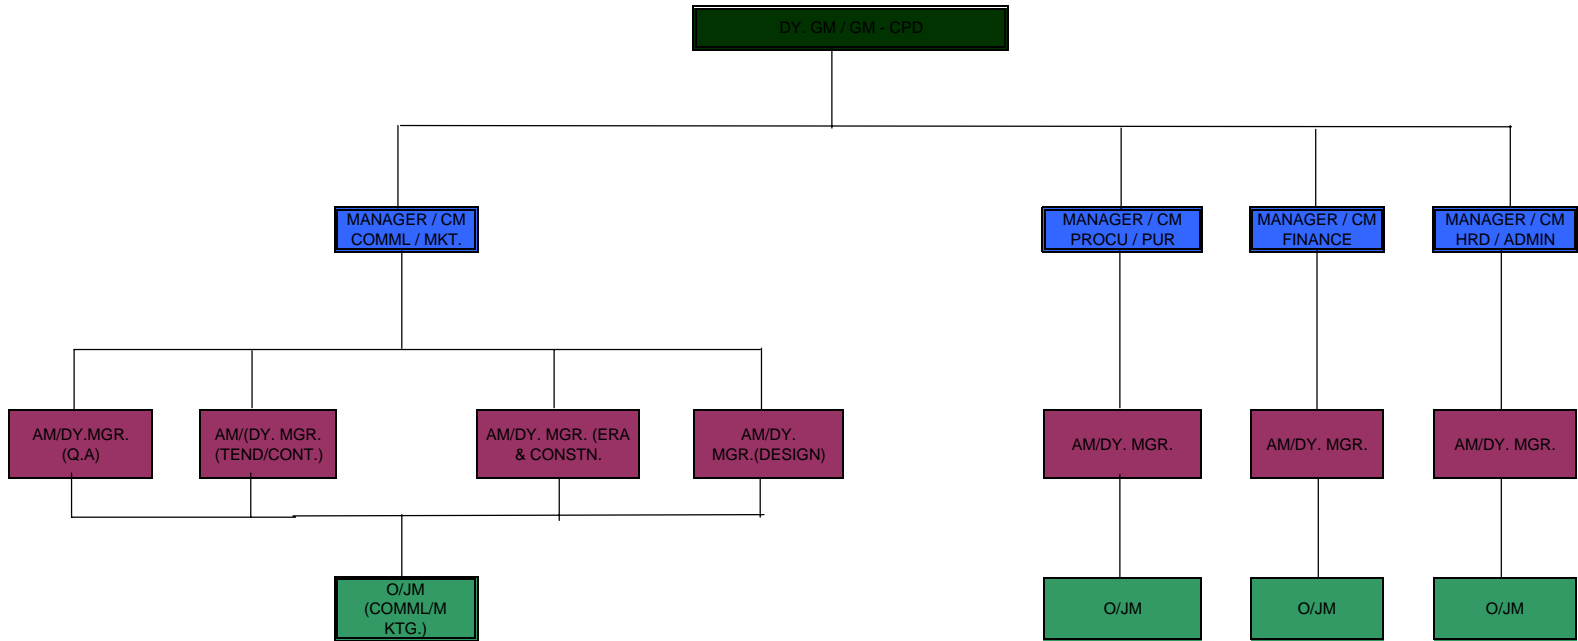 DY. GM / GM - CPD
MANAGER / CM
COMML / MKT.
MANAGER / CM
PROCU / PUR
MANAGER / CM
FINANCE
MANAGER / CM
HRD / ADMIN
AM/DY.MGR.
(Q.A)
AM/(DY. MGR.
(TEND/CONT.)
AM/DY. MGR. (ERA
& CONSTN.
AM/DY.
MGR.(DESIGN)
AM/DY. MGR.
AM/DY. MGR.
AM/DY. MGR.
O/JM
(COMML/M
KTG.)
O/JM
O/JM
O/JM